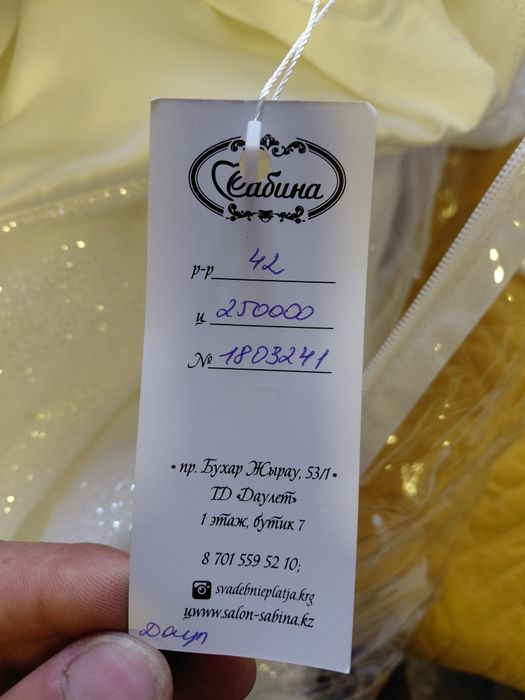 Сабина
р-р 42
ц. 250000
№ 1803241
• пр. Бухар Жырау, 53/1 •
ТД «Даулет»
1 этаж, бутик 7
8 701 559 52 10;
svadebnieplatja.krg
www.salon-sabina.kz